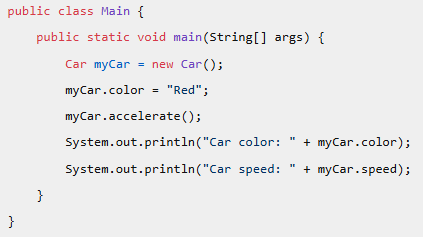 public class Main {
public static void main(String[] args) {
Car myCar = new Car();
myCar.color = "Red";
myCar.accelerate();
System.out.println("Car color: " + myCar.color);
System.out.println("Car speed: " + myCar.speed);
}
}